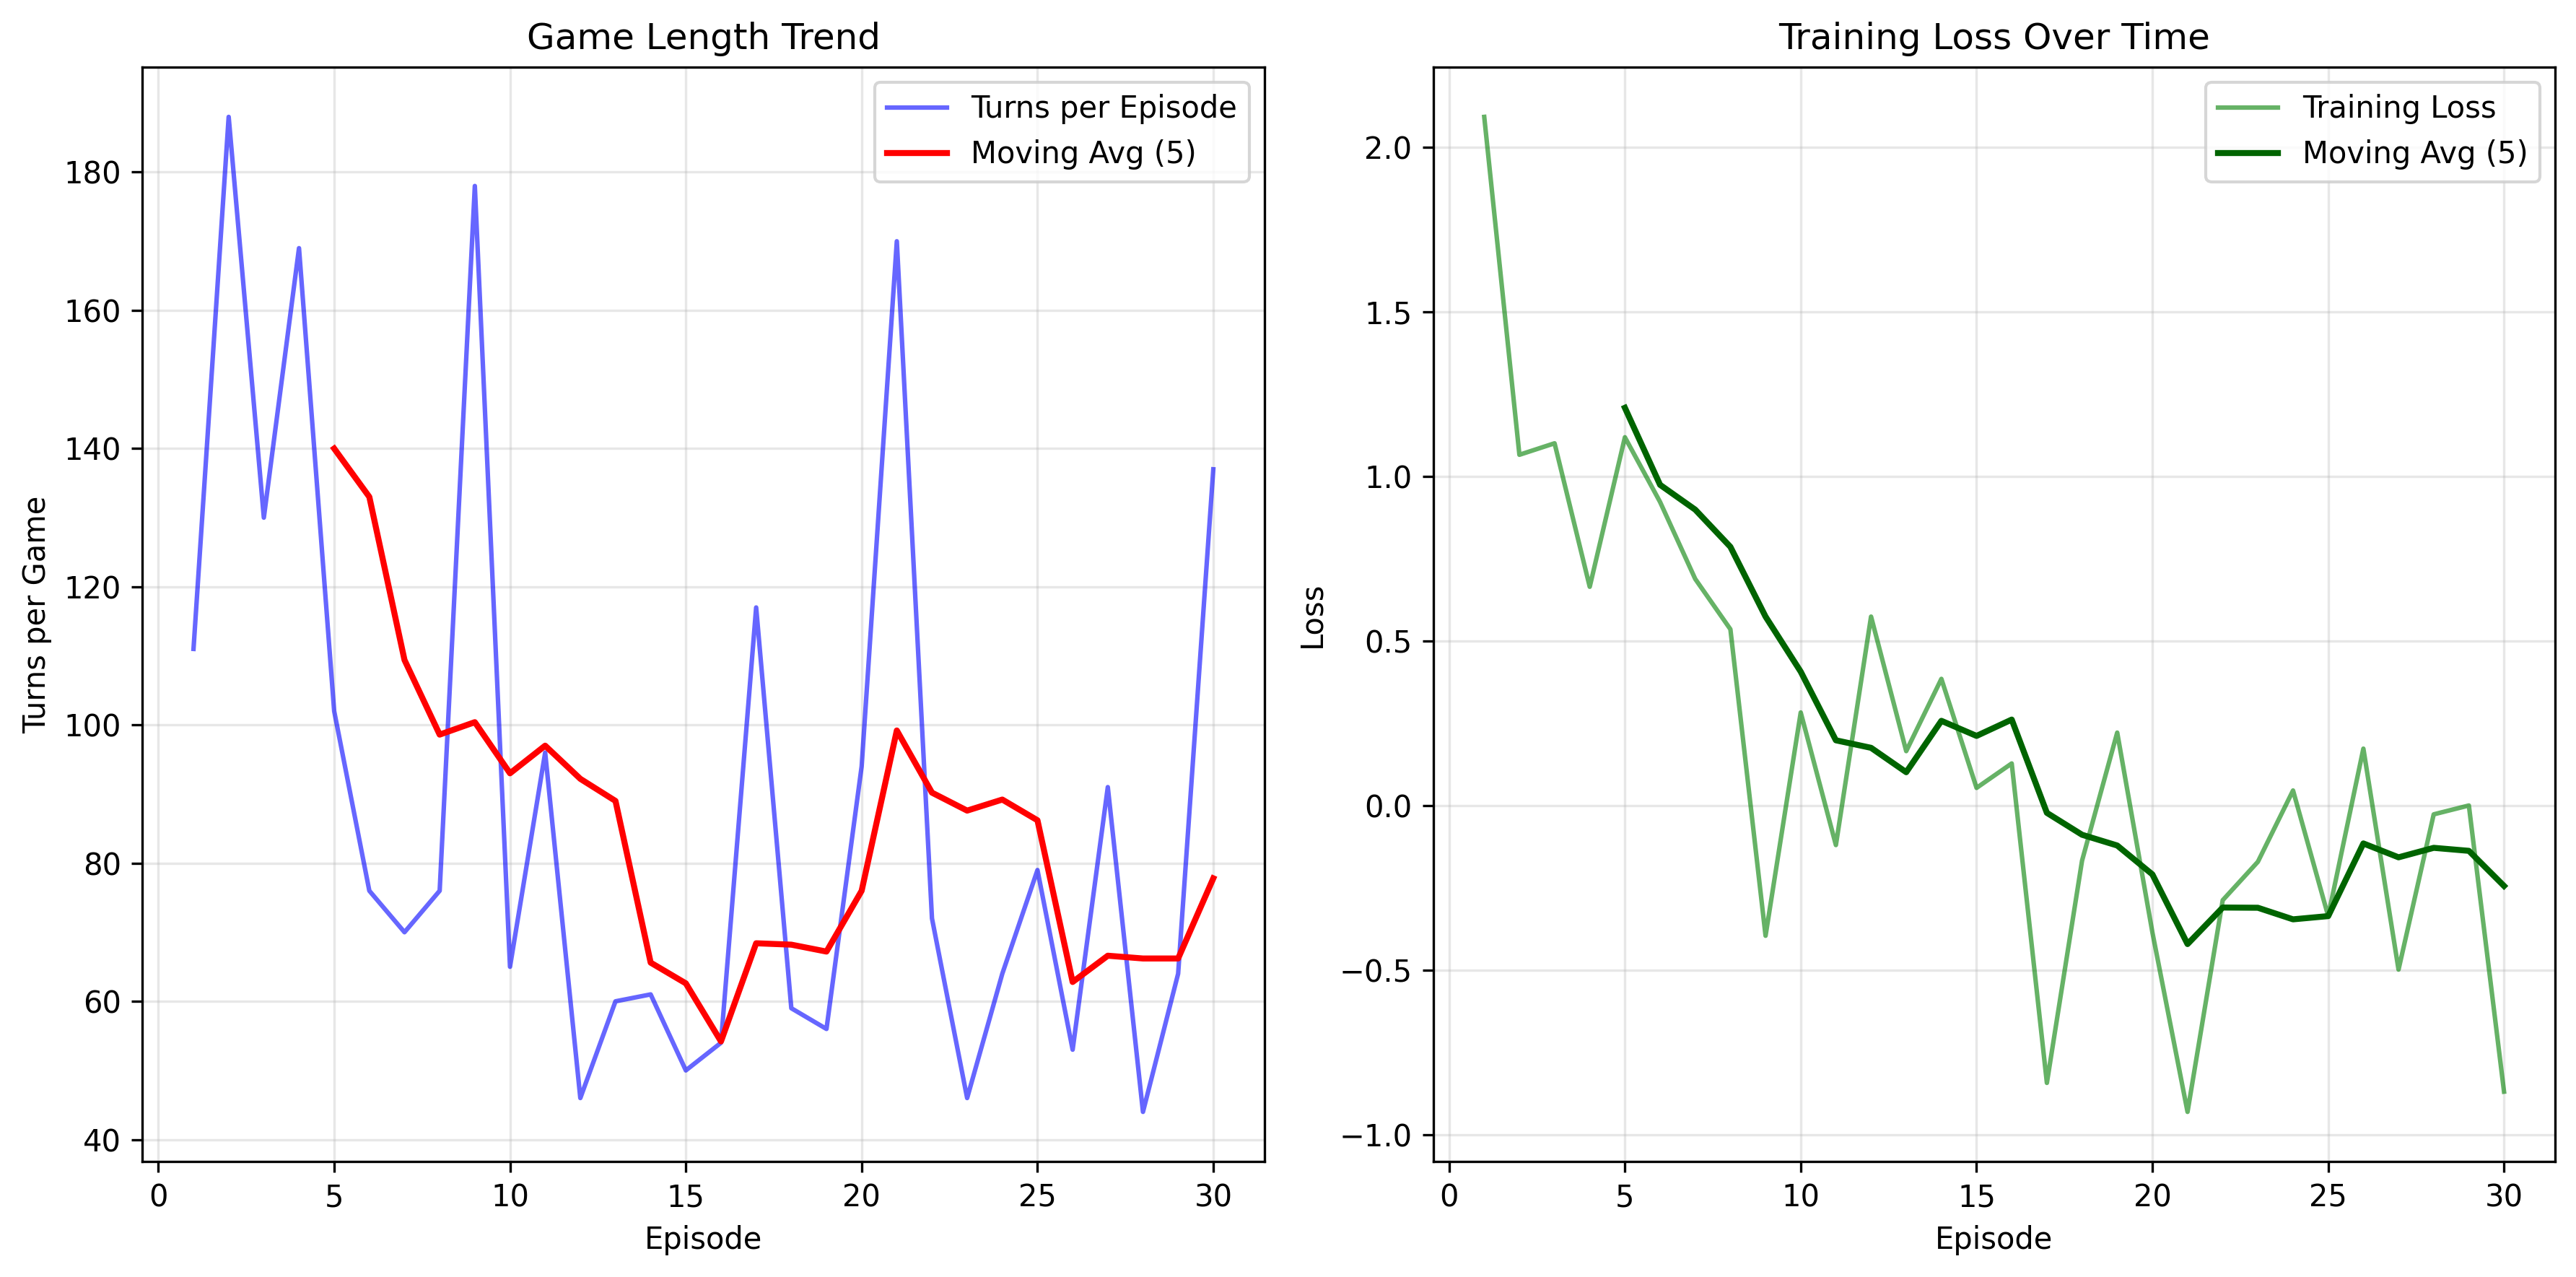 Game Length Trend
Turns per Episode
Moving Avg (5)
Turns per Game
180
160
140
120
100
80
60
40
0 5 10 15 20 25 30
Episode
Training Loss Over Time
Training Loss
Moving Avg (5)
Loss
2.0
1.5
1.0
0.5
0.0
−0.5
−1.0
0 5 10 15 20 25 30
Episode